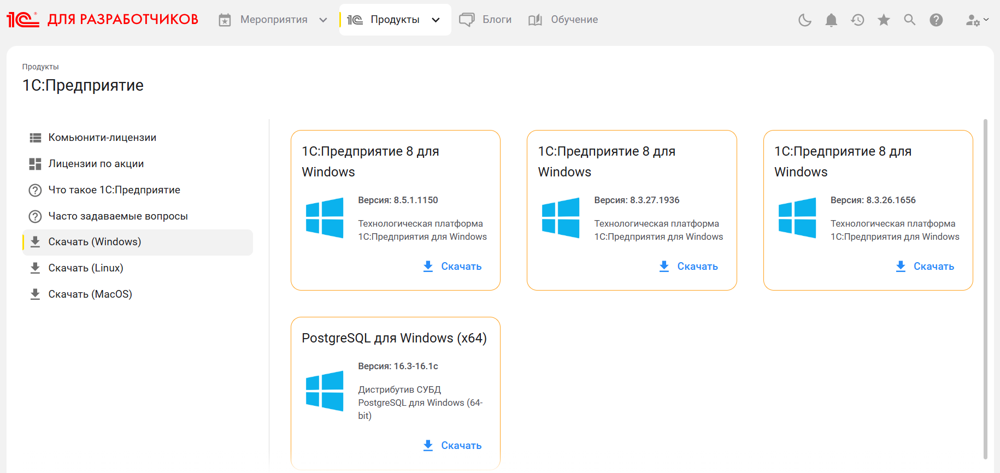 1С ДЛЯ РАЗРАБОТЧИКОВ
Мероприятия
1С Продукты
Блоги
Обучение
Продукты
1С:Предприятие
Комьюнити-лицензии
Лицензии по акции
Что такое 1С:Предприятие
Часто задаваемые вопросы
Скачать (Windows)
Скачать (Linux)
Скачать (MacOS)
1С:Предприятие 8 для
Windows
Версия: 8.5.1.1150
Технологическая платформа
1С:Предприятия для Windows
Скачать
1С:Предприятие 8 для
Windows
Версия: 8.3.27.1936
Технологическая платформа
1С:Предприятия для Windows
Скачать
1С:Предприятие 8 для
Windows
Версия: 8.3.26.1656
Технологическая платформа
1С:Предприятия для Windows
Скачать
PostgreSQL для Windows (x64)
Версия: 16.3-16.1c
Дистрибутив СУБД
PostgreSQL для Windows (64-
bit)
Скачать